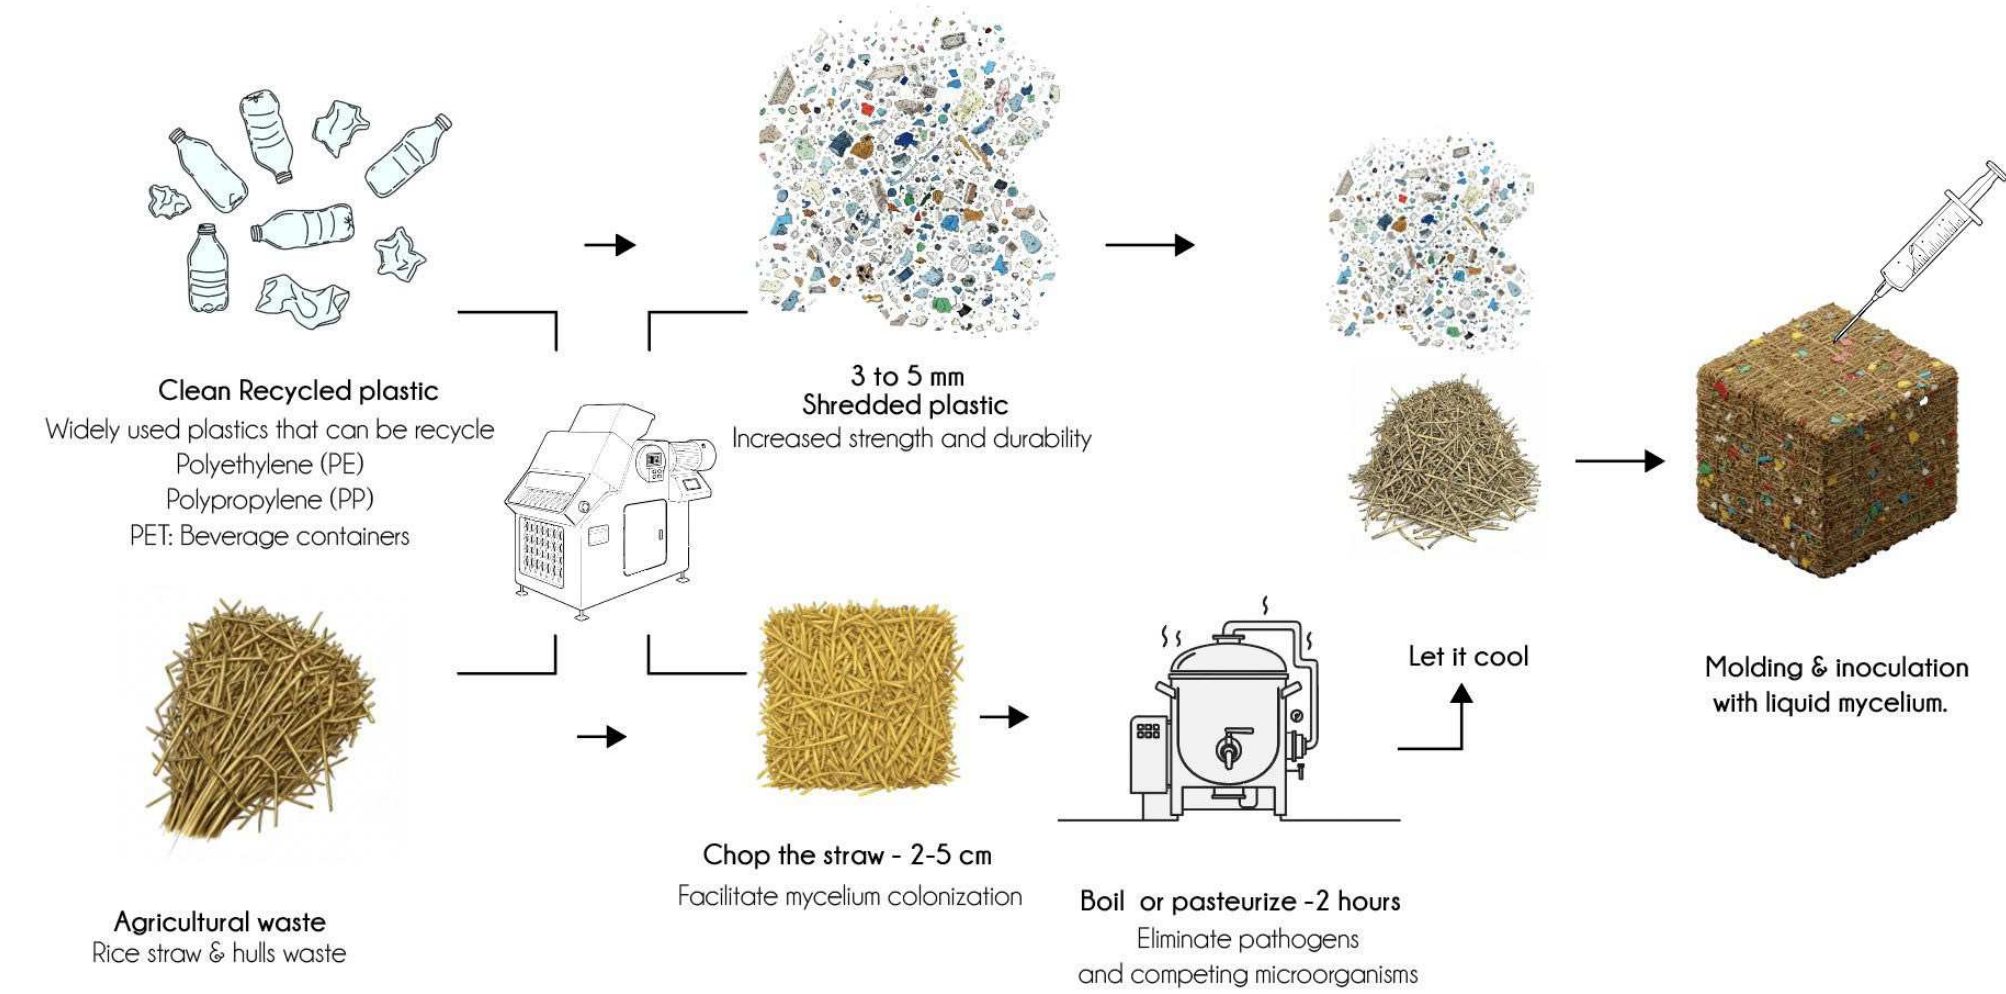 Clean Recycled plastic
Widely used plastics that can be recycle
Polyethylene (PE)
Polypropylene (PP)
PET: Beverage containers
3 to 5 mm
Shredded plastic
Increased strength and durability
Agricultural waste
Rice straw & hulls waste
Chop the straw - 2-5 cm
Facilitate mycelium colonization
Boil or pasteurize -2 hours
Eliminate pathogens
and competing microorganisms
Let it cool
Molding & inoculation
with liquid mycelium.